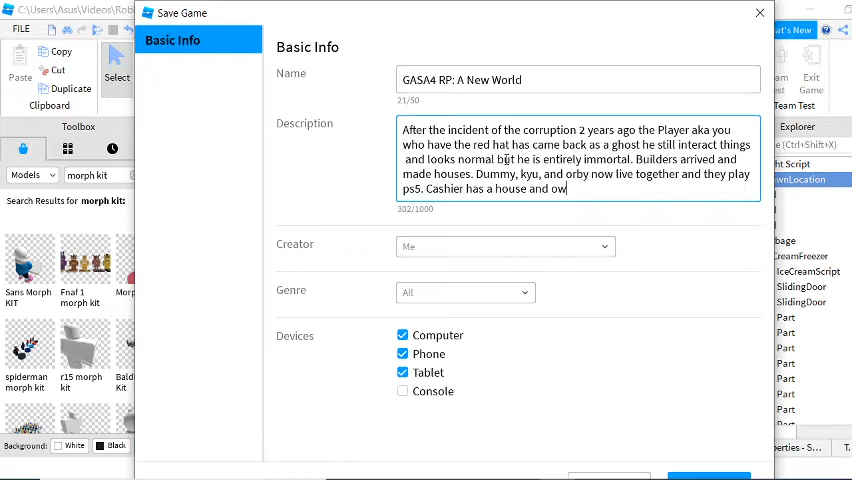 C:\Users\Asus\Videos\Rob
Save Game
FILE
at's New
Basic Info
Copy
Cut
Duplicate
Paste
Clipboard
Select
Exit
Game
Team Test
Toolbox
Models
morph kit
Search Results for morph kit
Sans Morph
KIT
Fnaf 1
morph kit
spiderman
morph kit
r15 morph
kit
Background:
White
Black
Basic Info
Name
GASA4 RP: A New World
21/50
Description
After the incident of the corruption 2 years ago the Player aka you
who have the red hat has came back as a ghost he still interact things
and looks normal but he is entirely immortal. Builders arrived and
made houses. Dummy, kyu, and orby now live together and they play
ps5. Cashier has a house and ow
302/1000
Creator
Me
Genre
All
Devices
Computer
Phone
Tablet
Console
Explorer
(Ctrl+Shift+X)
ht Script
wnLocation
bage
CreamFreezer
IceCreamScript
SlidingDoor
SlidingDoor
Part
Part
Part
Part
Part
Part
Part
perties - S...
T.